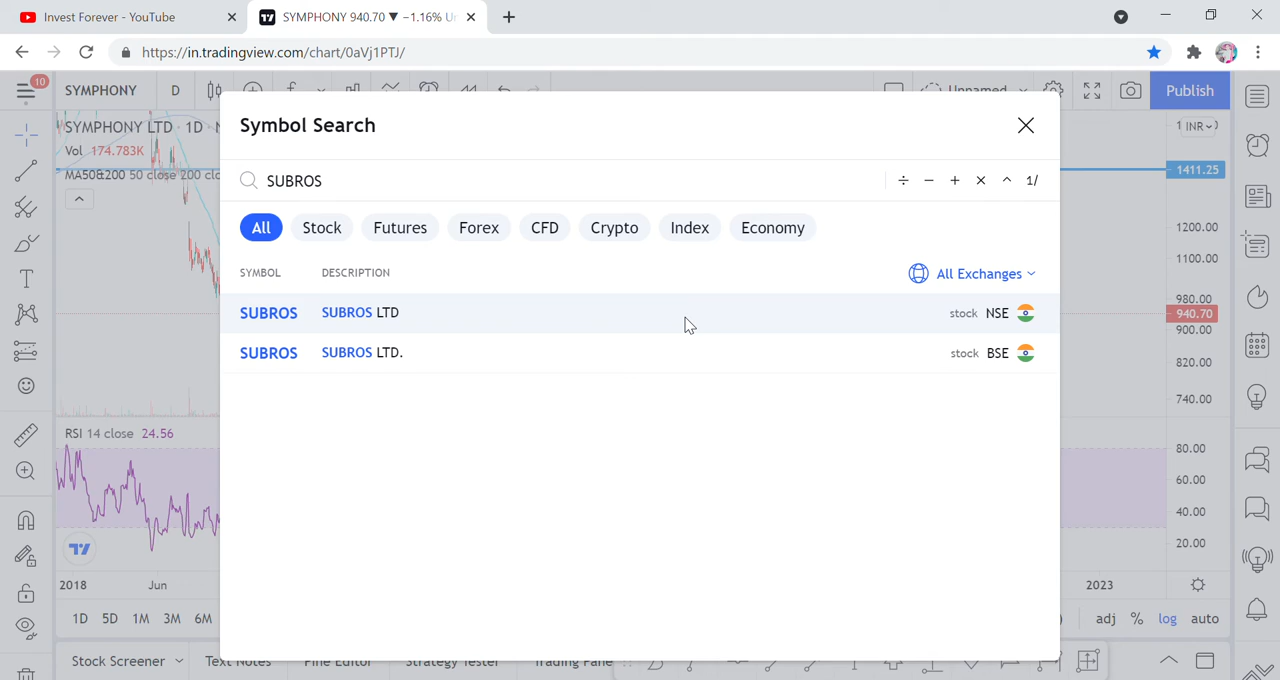 Invest Forever - YouTube
SYMPHONY 940.70 ▼ −1.16%
https://in.tradingview.com/chart/0aVj1PTJ/
10
SYMPHONY D
Unnamed
Publish
Symbol Search
SYMPHONY LTD · 1D ·
Vol 174.783K
MA50&200 50 close 200
SUBROS
÷ − + × ^ 1/
All Stock Futures Forex CFD Crypto Index Economy
SYMBOL DESCRIPTION
All Exchanges
SUBROS SUBROS LTD stock NSE
SUBROS SUBROS LTD. stock BSE
INR
1411.25
1200.00
1100.00
980.00
940.70
900.00
820.00
740.00
RSI 14 close 24.56
80.00
60.00
40.00
20.00
2018 Jun 2023
1D 5D 1M 3M 6M
adj % log auto
Stock Screener Text Notes Pine Editor Strategy Tester Trading Pane